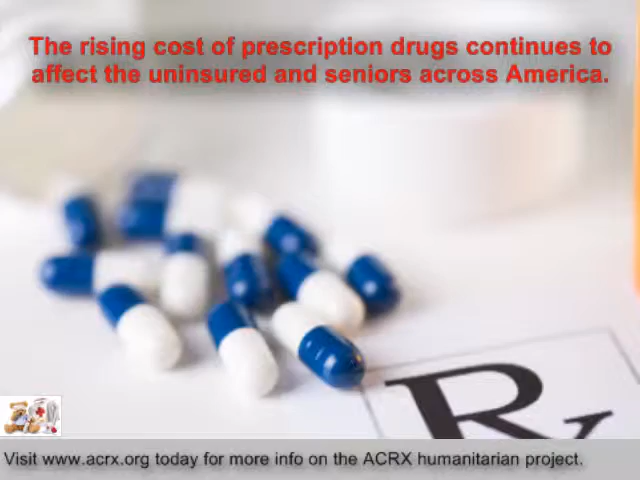 The rising cost of prescription drugs continues to
affect the uninsured and seniors across America.
Rx
Visit www.acrx.org today for more info on the ACRX humanitarian project.